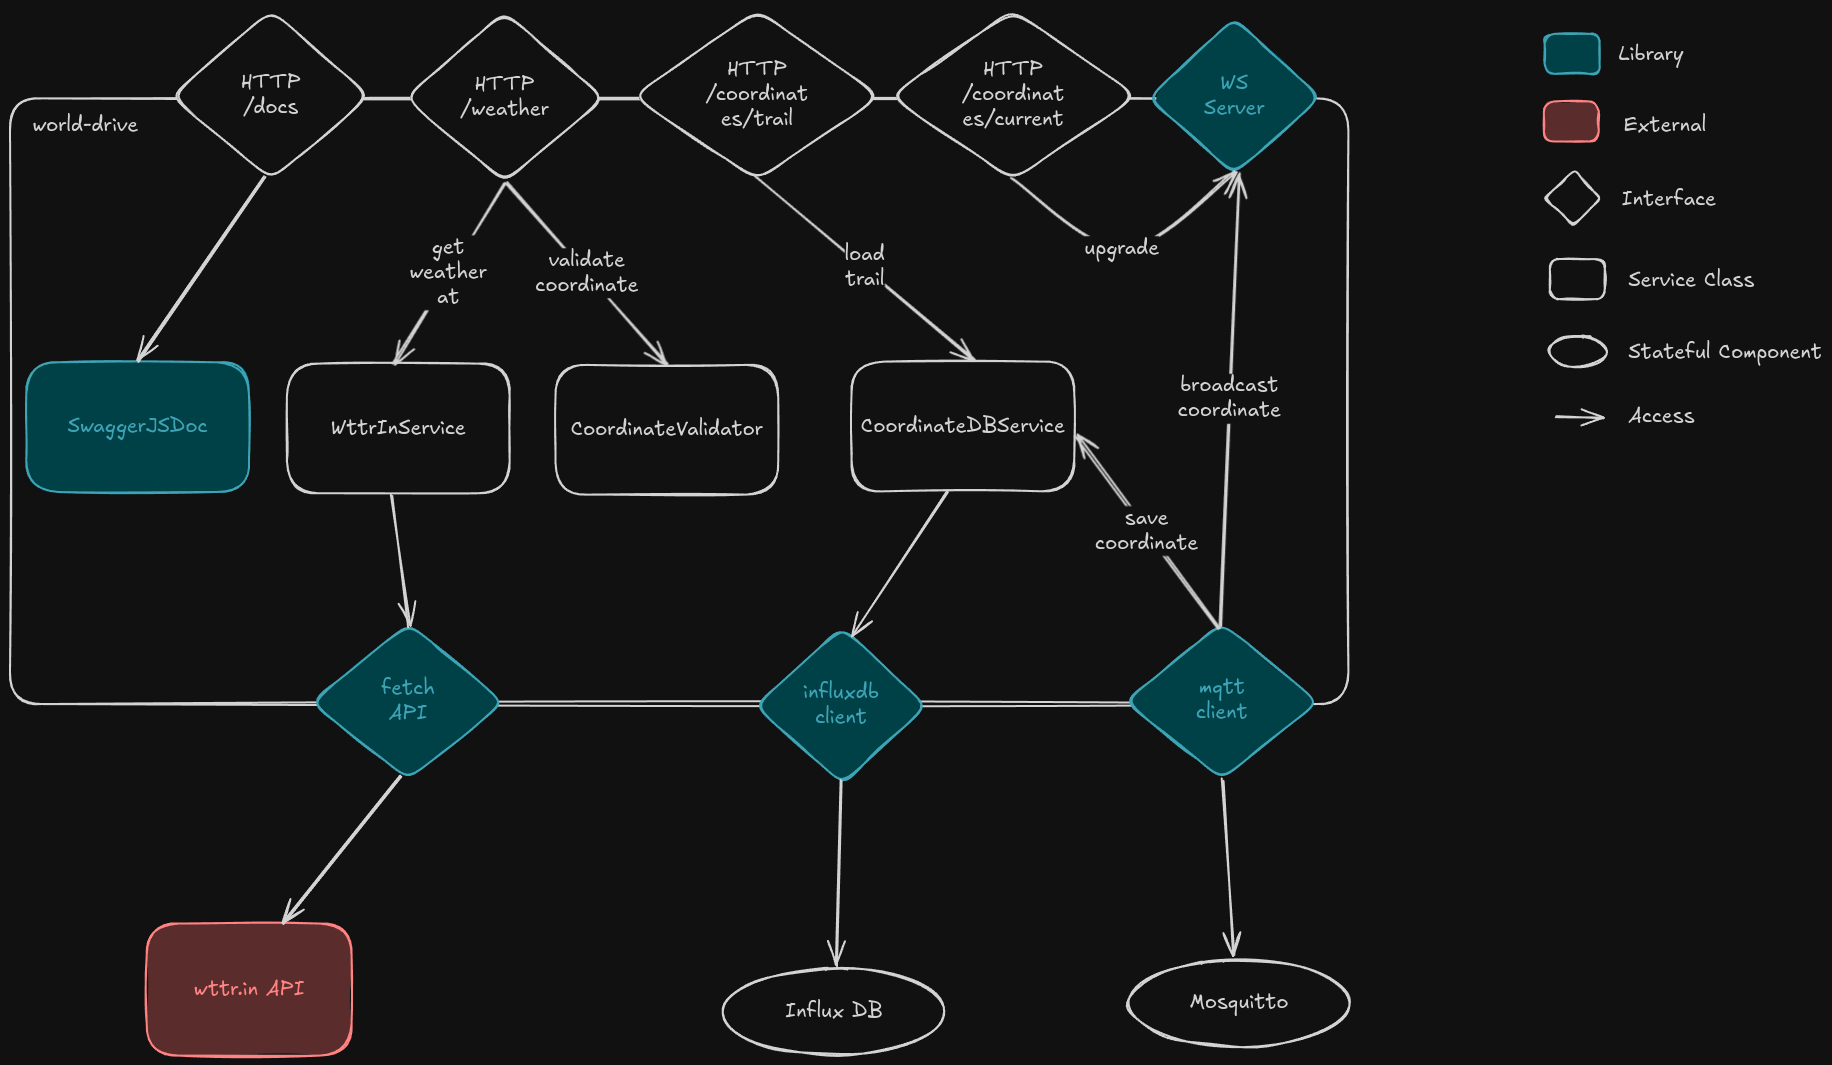 HTTP
/docs
HTTP
/weather
HTTP
/coordinat
es/trail
HTTP
/coordinat
es/current
WS
Server
world-drive
get
weather
at
validate
coordinate
load
trail
upgrade
broadcast
coordinate
SwaggerJSDoc
WttrInService
CoordinateValidator
CoordinateDBService
save
coordinate
fetch
API
influxdb
client
mqtt
client
wttr.in API
Influx DB
Mosquitto
Library
External
Interface
Service Class
Stateful Component
Access